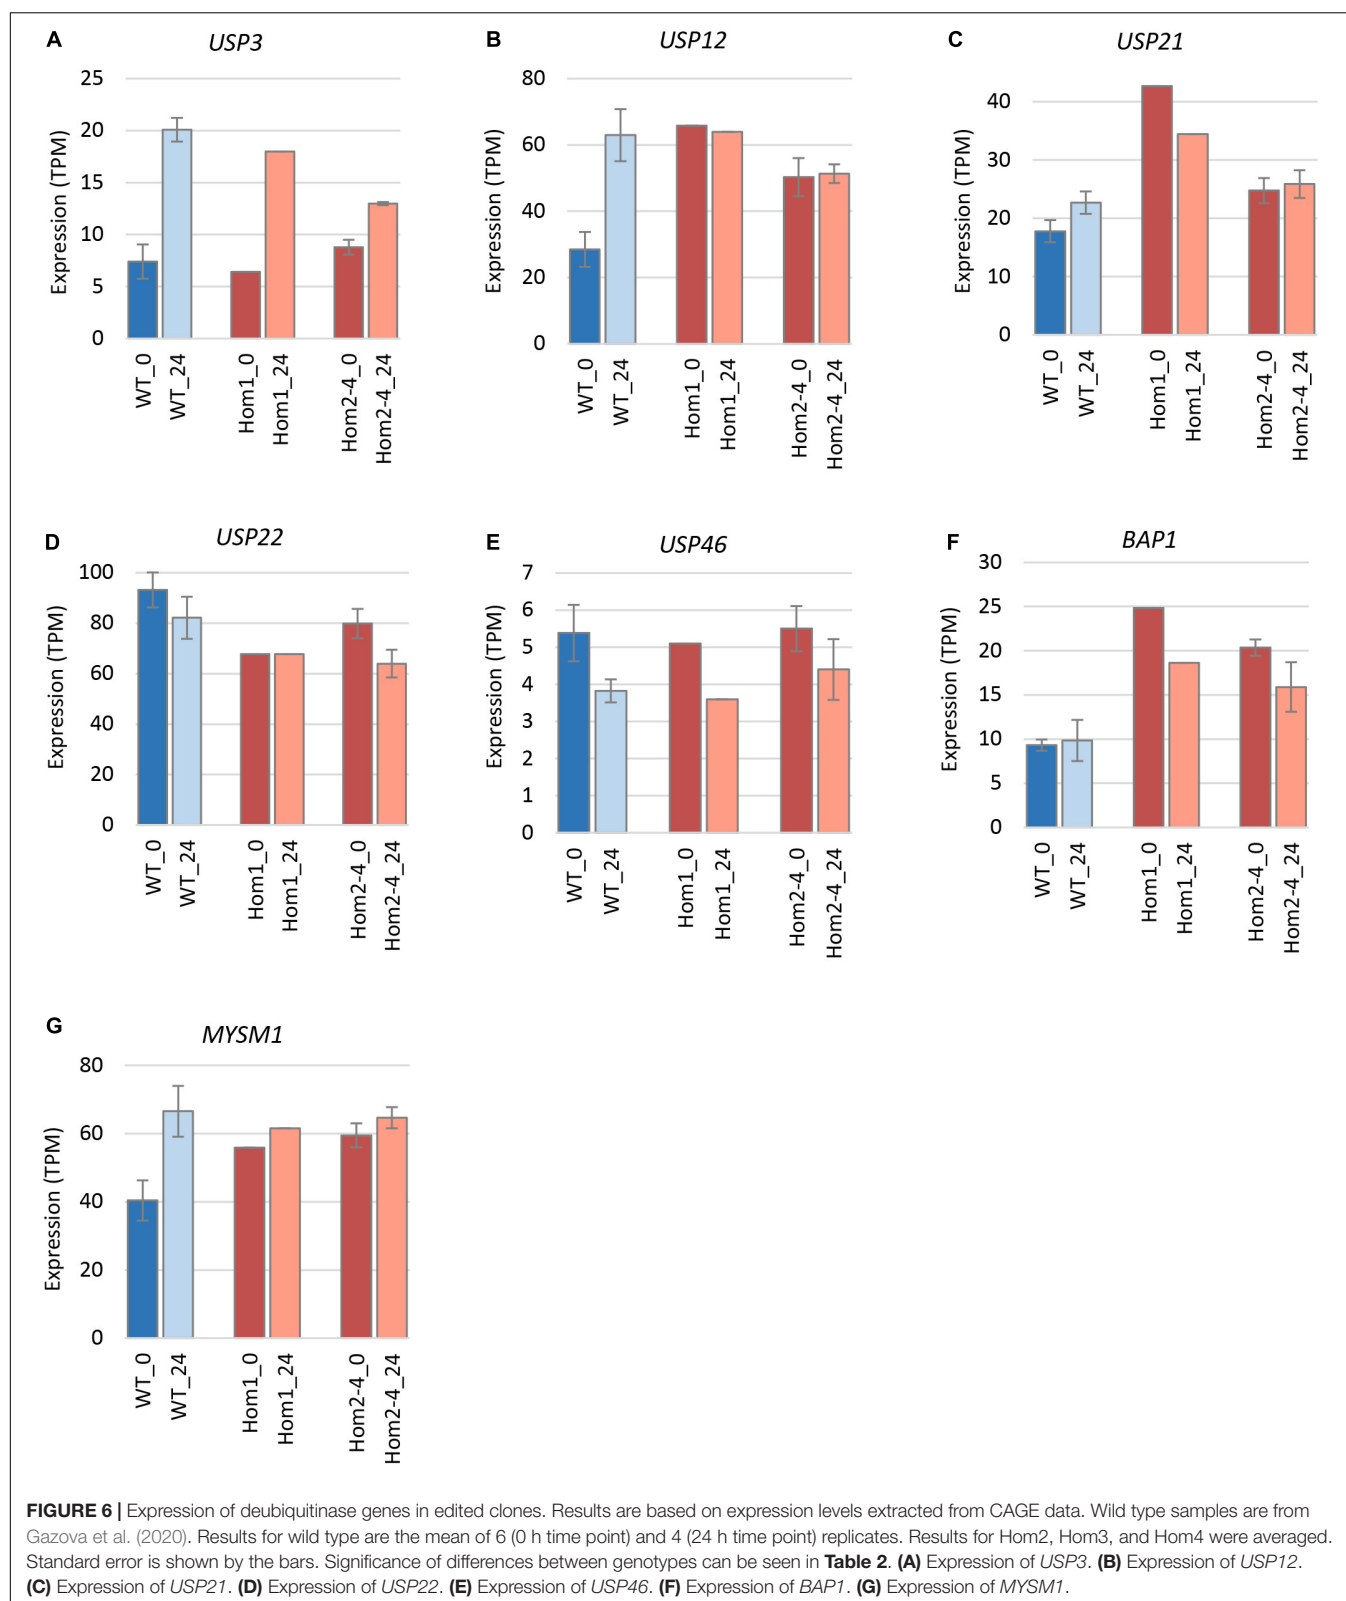 A
USP3
Expression (TPM)
25
20
15
10
5
0
WT_0
WT_24
Hom1_0
Hom1_24
Hom2-4_0
Hom2-4_24
B
USP12
Expression (TPM)
80
60
40
20
0
WT_0
WT_24
Hom1_0
Hom1_24
Hom2-4_0
Hom2-4_24
C
USP21
Expression (TPM)
40
30
20
10
0
WT_0
WT_24
Hom1_0
Hom1_24
Hom2-4_0
Hom2-4_24
D
USP22
Expression (TPM)
100
80
60
40
20
0
WT_0
WT_24
Hom1_0
Hom1_24
Hom2-4_0
Hom2-4_24
E
USP46
Expression (TPM)
7
6
5
4
3
2
1
0
WT_0
WT_24
Hom1_0
Hom1_24
Hom2-4_0
Hom2-4_24
F
BAP1
Expression (TPM)
30
25
20
15
10
5
0
WT_0
WT_24
Hom1_0
Hom1_24
Hom2-4_0
Hom2-4_24
G
MYSM1
Expression (TPM)
80
60
40
20
0
WT_0
WT_24
Hom1_0
Hom1_24
Hom2-4_0
Hom2-4_24
FIGURE 6 | Expression of deubiquitinase genes in edited clones. Results are based on expression levels extracted from CAGE data. Wild type samples are from
Gazova et al. (2020). Results for wild type are the mean of 6 (0 h time point) and 4 (24 h time point) replicates. Results for Hom2, Hom3, and Hom4 were averaged.
Standard error is shown by the bars. Significance of differences between genotypes can be seen in Table 2. (A) Expression of USP3. (B) Expression of USP12.
(C) Expression of USP21. (D) Expression of USP22. (E) Expression of USP46. (F) Expression of BAP1. (G) Expression of MYSM1.